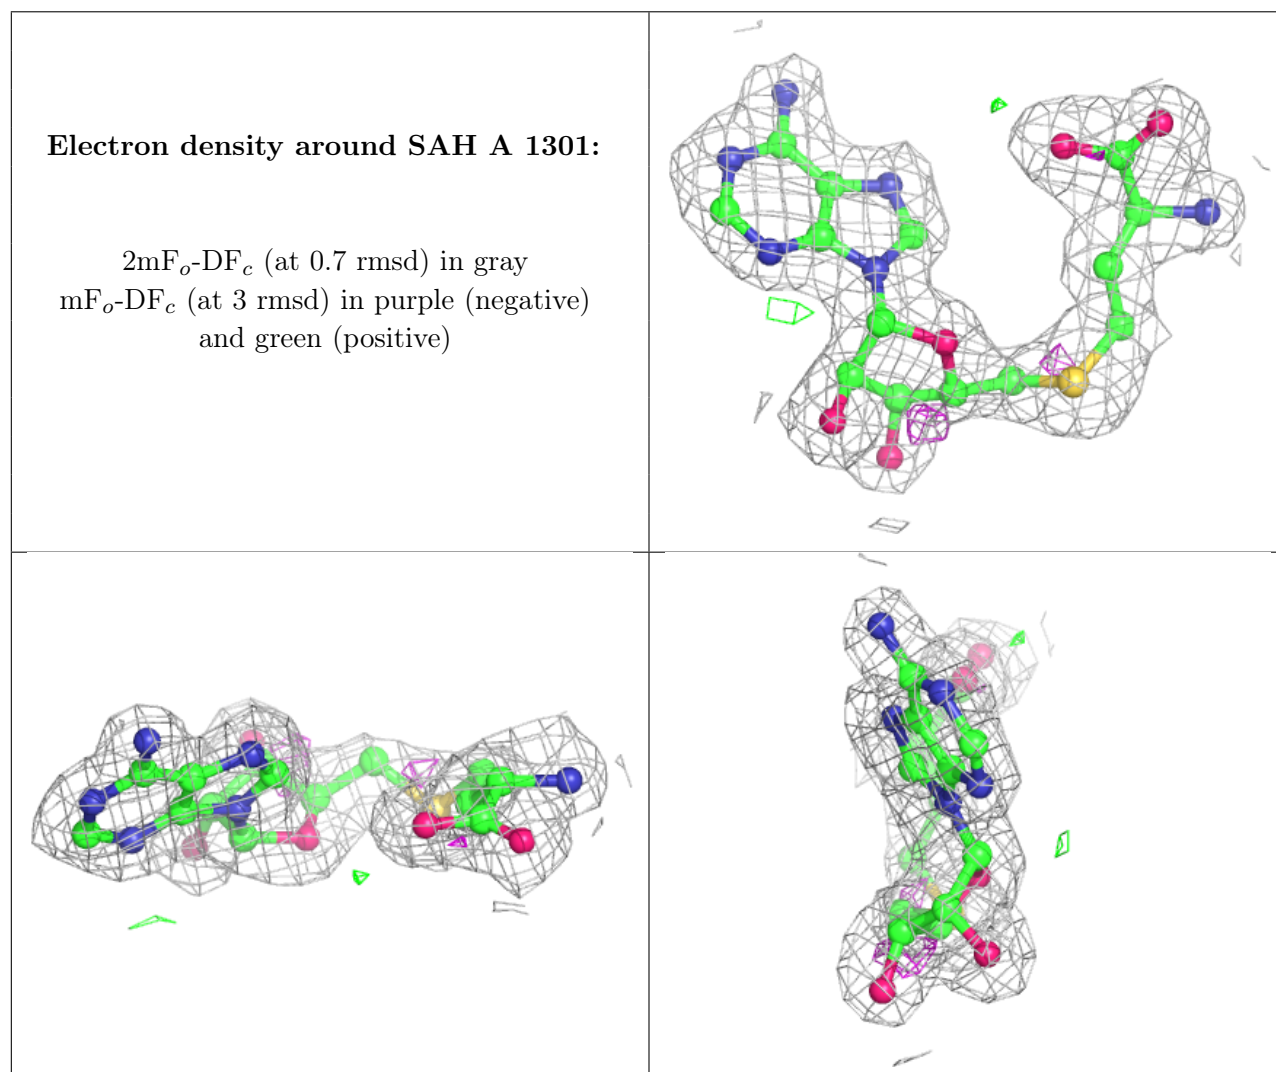 Electron density around SAH A 1301:
2mFo-DFc (at 0.7 rmsd) in gray
mFo-DFc (at 3 rmsd) in purple (negative)
and green (positive)